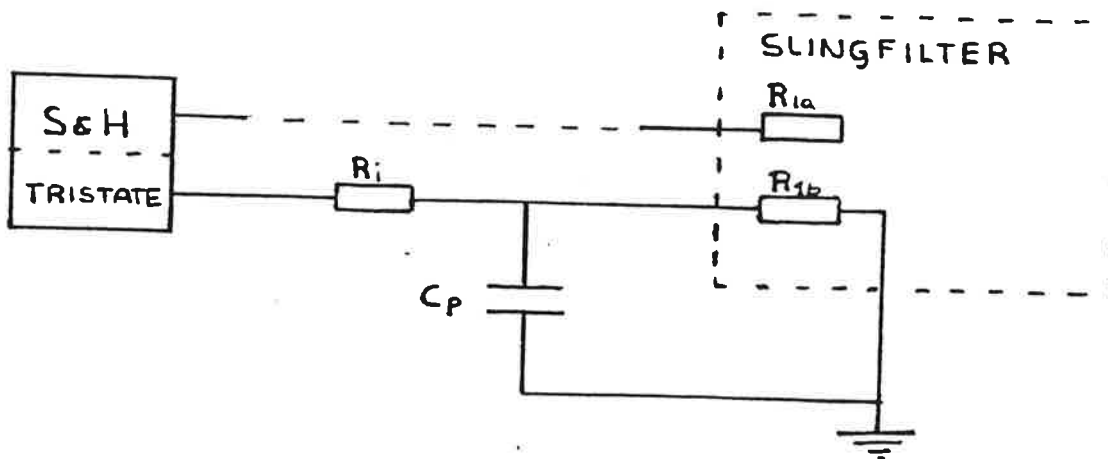 SLINGFILTER
S&H
TRISTATE
R1a
Ri
R1b
Cp